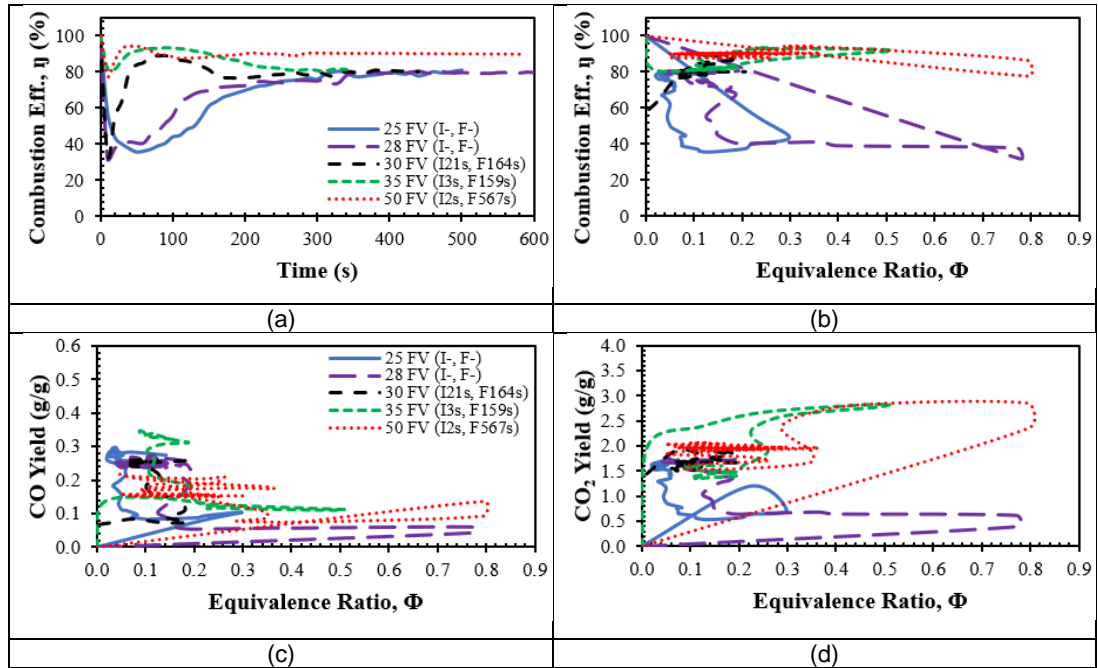 Combustion Eff., η (%)
100
80
60
40
20
0
25 FV (I-, F-)
28 FV (I-, F-)
30 FV (I21s, F164s)
35 FV (I3s, F159s)
50 FV (I2s, F567s)
0 100 200 300 400 500 600
Time (s)
(a)
Combustion Eff., η (%)
100
80
60
40
20
0
0.0 0.1 0.2 0.3 0.4 0.5 0.6 0.7 0.8 0.9
Equivalence Ratio, Φ
(b)
CO Yield (g/g)
0.6
0.5
0.4
0.3
0.2
0.1
0.0
25 FV (I-, F-)
28 FV (I-, F-)
30 FV (I21s, F164s)
35 FV (I3s, F159s)
50 FV (I2s, F567s)
0.0 0.1 0.2 0.3 0.4 0.5 0.6 0.7 0.8 0.9
Equivalence Ratio, Φ
(c)
CO₂ Yield (g/g)
4.0
3.5
3.0
2.5
2.0
1.5
1.0
0.5
0.0
0.0 0.1 0.2 0.3 0.4 0.5 0.6 0.7 0.8 0.9
Equivalence Ratio, Φ
(d)